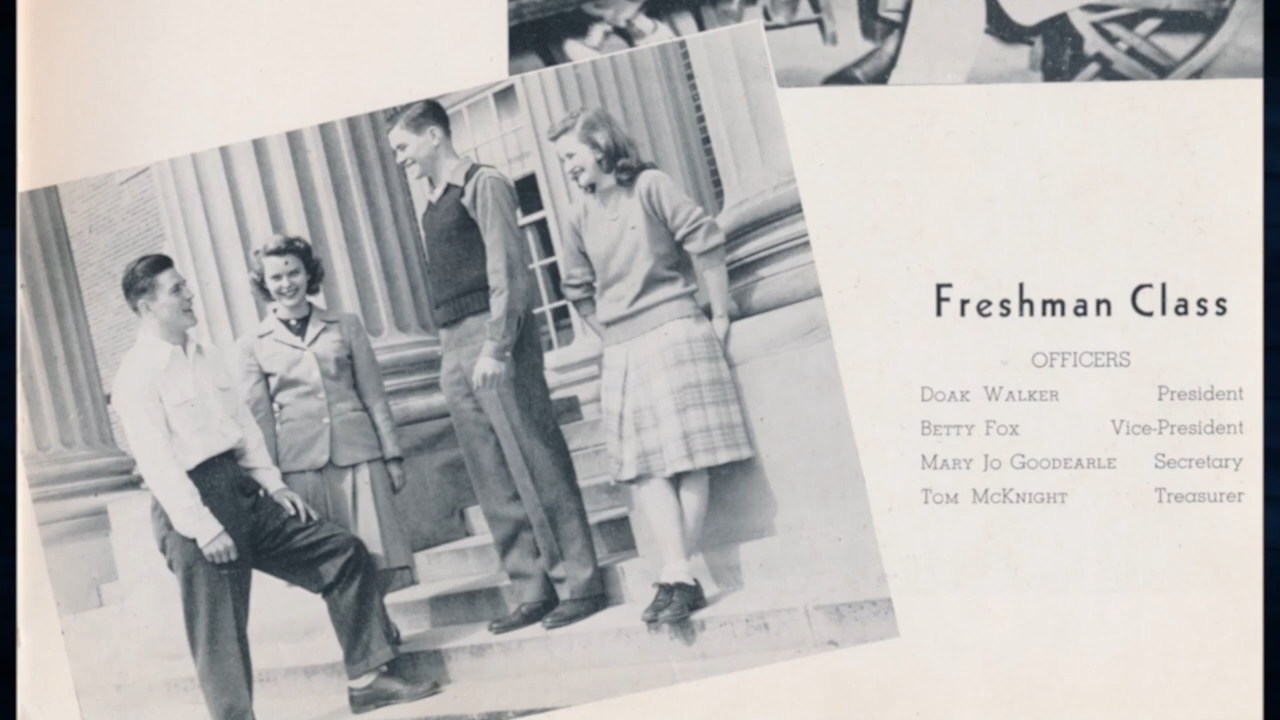 Freshman Class
OFFICERS
Doak Walker President
Betty Fox Vice-President
Mary Jo Goodearle Secretary
Tom McKnight Treasurer